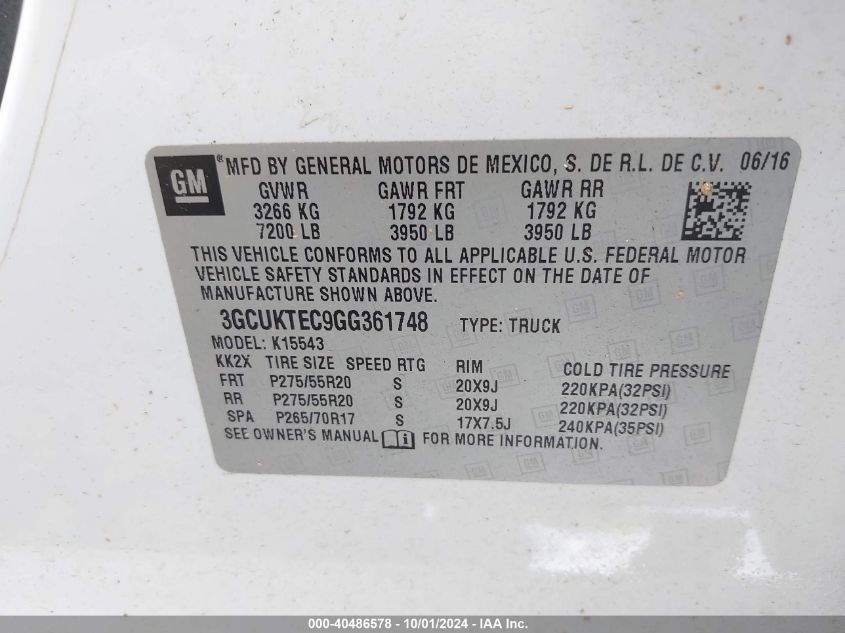 GM ® MFD BY GENERAL MOTORS DE MEXICO, S. DE R.L. DE C.V. 06/16
GVWR GAWR FRT GAWR RR
3266 KG 1792 KG 1792 KG
7200 LB 3950 LB 3950 LB
THIS VEHICLE CONFORMS TO ALL APPLICABLE U.S. FEDERAL MOTOR
VEHICLE SAFETY STANDARDS IN EFFECT ON THE DATE OF
MANUFACTURE SHOWN ABOVE.
3GCUKTEC9GG361748 TYPE: TRUCK
MODEL: K15543
KK2X TIRE SIZE SPEED RTG RIM COLD TIRE PRESSURE
FRT P275/55R20 S 20X9J 220KPA(32PSI)
RR P275/55R20 S 20X9J 220KPA(32PSI)
SPA P265/70R17 S 17X7.5J 240KPA(35PSI)
SEE OWNER'S MANUAL FOR MORE INFORMATION.
000-40486578 - 10/01/2024 - IAA Inc.